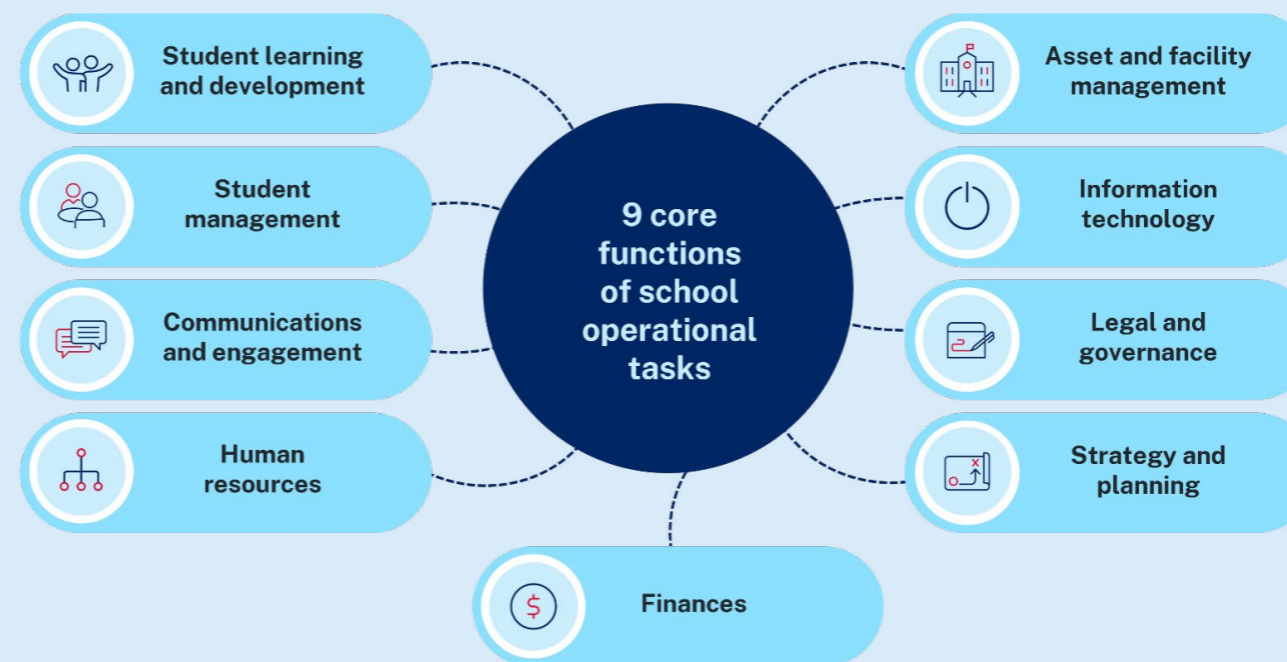 Student learning
and development
Student
management
Communications
and engagement
Human
resources
9 core
functions
of school
operational
tasks
Asset and facility
management
Information
technology
Legal and
governance
Strategy and
planning
$
Finances